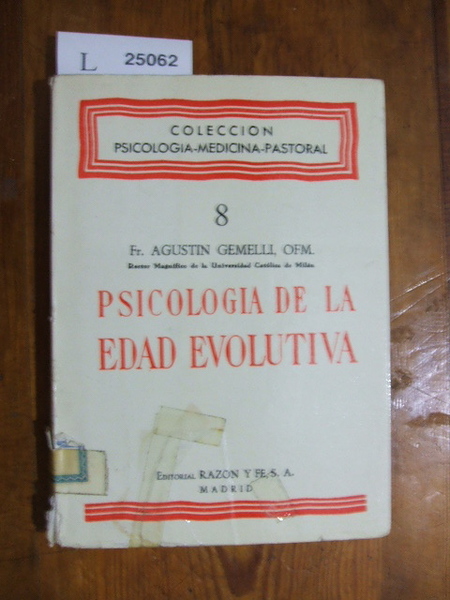 L 25062
COLECCION
PSICOLOGIA-MEDICINA-PASTORAL
8
Fr. AGUSTIN GEMELLI, OFM.
Rector Magnífico de la Universidad Católica de Milán
PSICOLOGIA DE LA
EDAD EVOLUTIVA
EDITORIAL RAZON Y FE, S. A.
MADRID